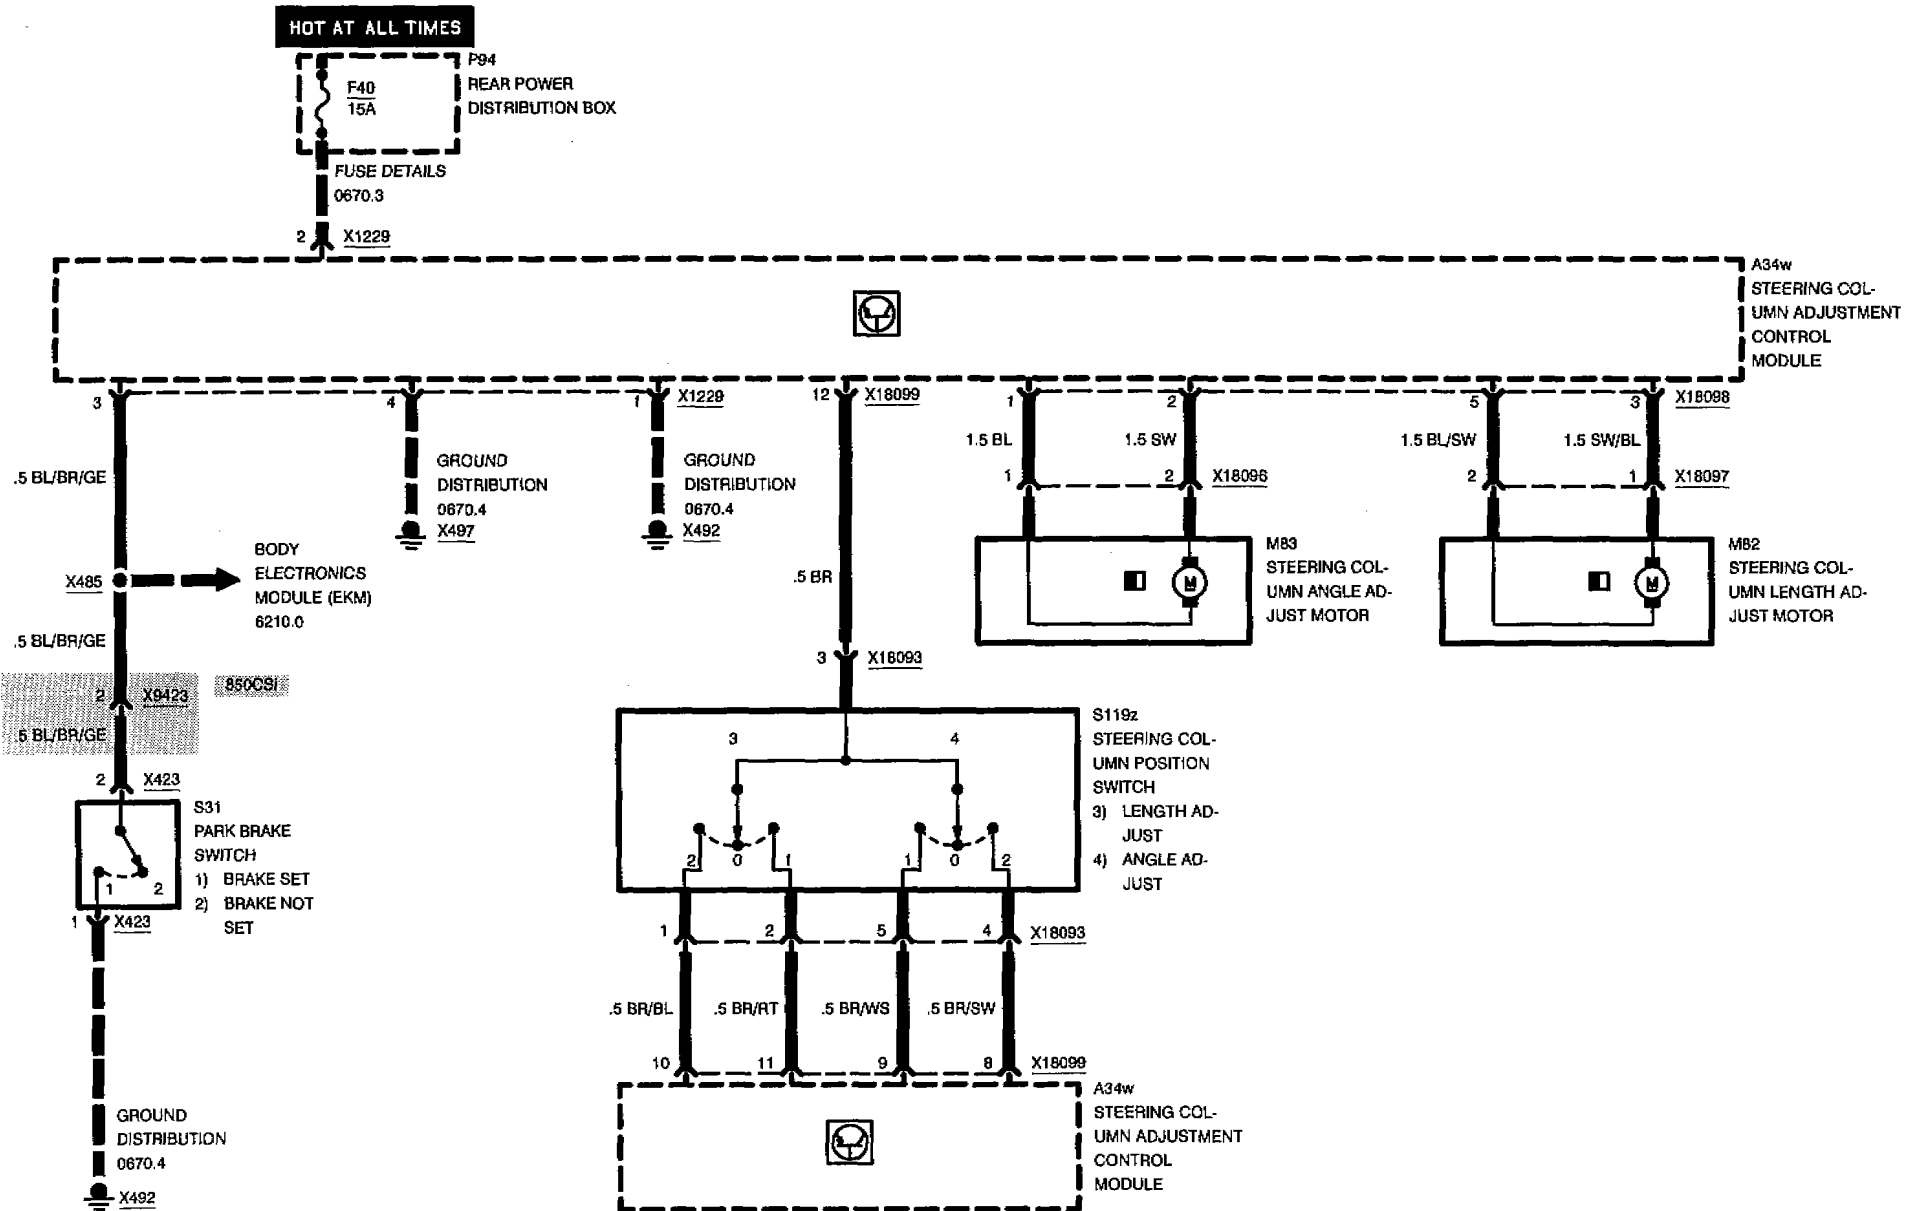 HOT AT ALL TIMES
P94
REAR POWER
DISTRIBUTION BOX
F40
15A
FUSE DETAILS
0670.3
2 X1229
A34w
STEERING COL-
UMN ADJUSTMENT
CONTROL
MODULE
3 4 1 X1229 12 X18099 1 2 5 3 X18098
.5 BL/BR/GE
GROUND
DISTRIBUTION
0670.4
X497
GROUND
DISTRIBUTION
0670.4
X492
1.5 BL 1.5 SW 1.5 BL/SW 1.5 SW/BL
1 2 X18096 2 1 X18097
X485
BODY
ELECTRONICS
MODULE (EKM)
6210.0
.5 BR
M83
STEERING COL-
UMN ANGLE AD-
JUST MOTOR
M
M82
STEERING COL-
UMN LENGTH AD-
JUST MOTOR
M
.5 BL/BR/GE
3 X18093
2 X9423 850CSi
.5 BL/BR/GE
2 X423
S119z
STEERING COL-
UMN POSITION
SWITCH
3) LENGTH AD-
JUST
4) ANGLE AD-
JUST
3 4
2 0 1 1 0 2
S31
PARK BRAKE
SWITCH
1) BRAKE SET
2) BRAKE NOT
SET
1 2
1 X423
1 2 5 4 X18093
.5 BR/BL .5 BR/RT .5 BR/WS .5 BR/SW
10 11 9 8 X18099
A34w
STEERING COL-
UMN ADJUSTMENT
CONTROL
MODULE
GROUND
DISTRIBUTION
0670.4
X492